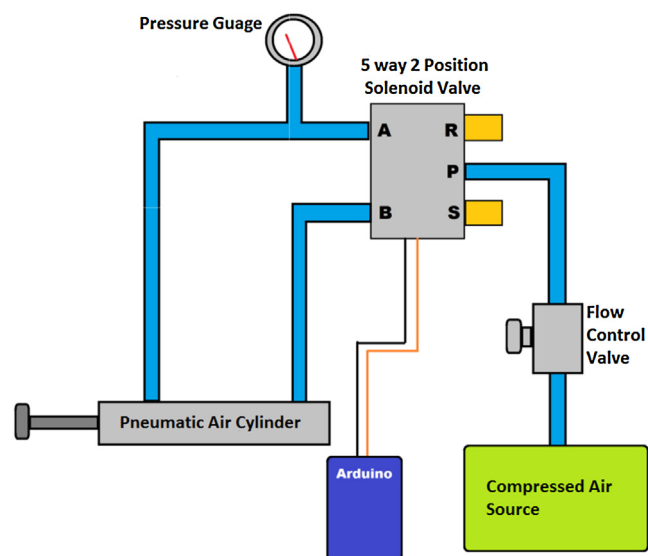 Pressure Guage
5 way 2 Position
Solenoid Valve
A
R
P
B
S
Flow
Control
Valve
Pneumatic Air Cylinder
Arduino
Compressed Air
Source